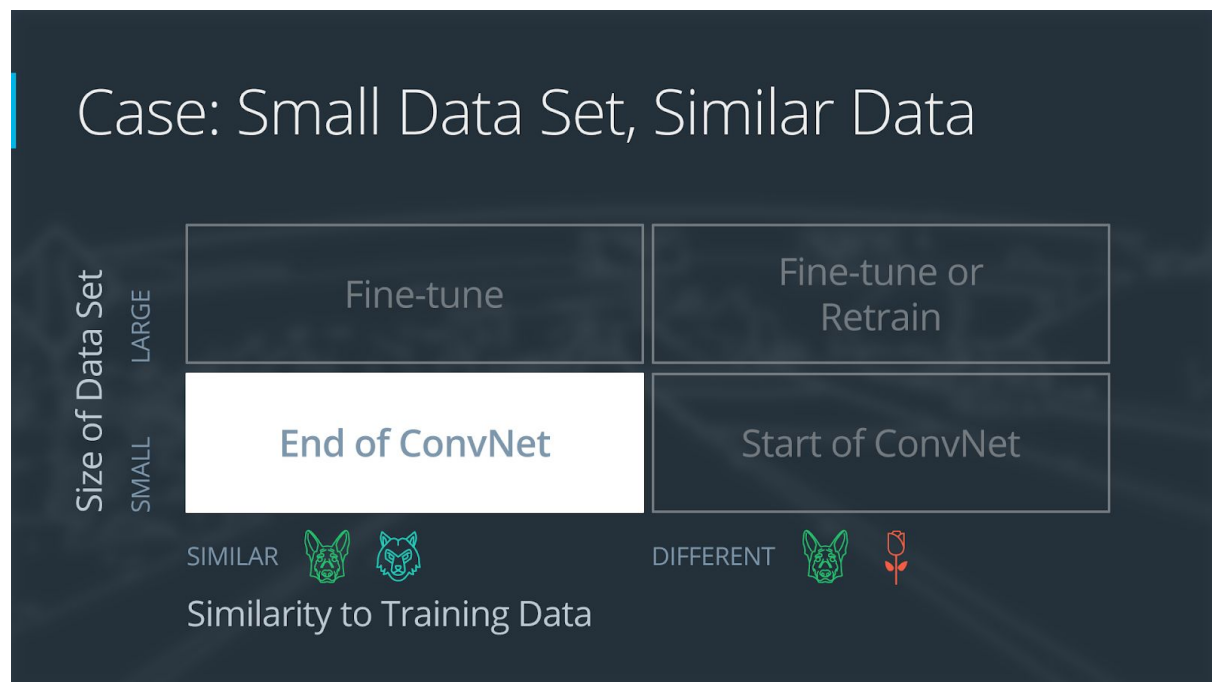 Case: Small Data Set, Similar Data
Size of Data Set
LARGE
SMALL
Fine-tune
Fine-tune or
Retrain
End of ConvNet
Start of ConvNet
SIMILAR
DIFFERENT
Similarity to Training Data